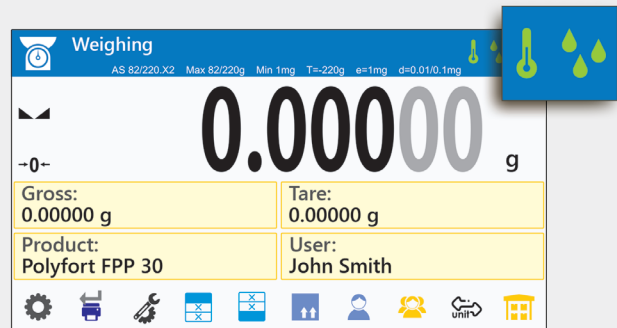 Weighing
AS 82/220.X2 Max 82/220g Min 1mg T=-220g e=1mg d=0.01/0.1mg
0.00000 g
→0←
Gross:
0.00000 g
Tare:
0.00000 g
Product:
Polyfort FPP 30
User:
John Smith
unit